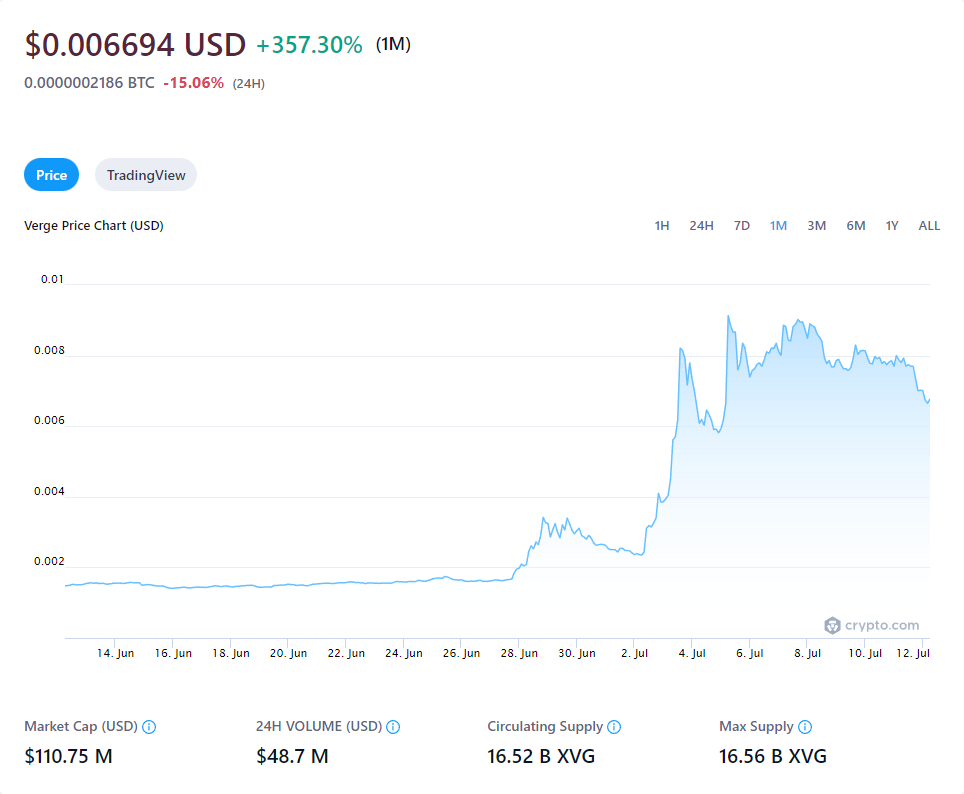 $0.006694 USD +357.30% (1M)
0.0000002186 BTC -15.06% (24H)
Price TradingView
Verge Price Chart (USD) 1H 24H 7D 1M 3M 6M 1Y ALL
0.01
0.008
0.006
0.004
0.002
crypto.com
14. Jun 16. Jun 18. Jun 20. Jun 22. Jun 24. Jun 26. Jun 28. Jun 30. Jun 2. Jul 4. Jul 6. Jul 8. Jul 10. Jul 12. Jul
Market Cap (USD) 24H VOLUME (USD) Circulating Supply Max Supply
$110.75 M $48.7 M 16.52 B XVG 16.56 B XVG